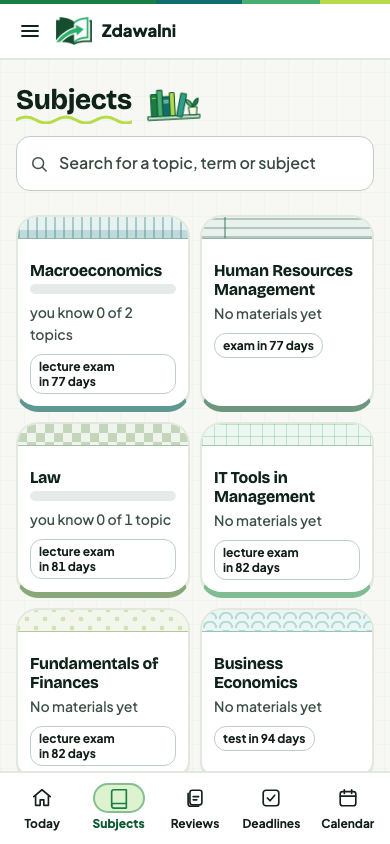 Zdawalni
Subjects
Search for a topic, term or subject
Macroeconomics
you know 0 of 2
topics
lecture exam
in 77 days
Human Resources
Management
No materials yet
exam in 77 days
Law
you know 0 of 1 topic
lecture exam
in 81 days
IT Tools in
Management
No materials yet
lecture exam
in 82 days
Fundamentals of
Finances
No materials yet
lecture exam
in 82 days
Business
Economics
No materials yet
test in 94 days
Today
Subjects
Reviews
Deadlines
Calendar